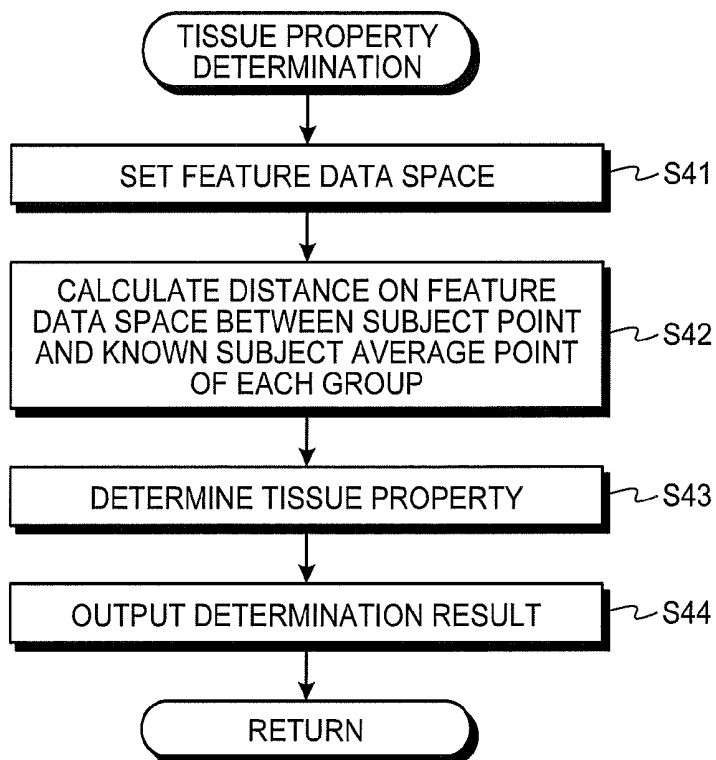 TISSUE PROPERTY
DETERMINATION
SET FEATURE DATA SPACE
S41
CALCULATE DISTANCE ON FEATURE
DATA SPACE BETWEEN SUBJECT POINT
AND KNOWN SUBJECT AVERAGE POINT
OF EACH GROUP
S42
DETERMINE TISSUE PROPERTY
S43
OUTPUT DETERMINATION RESULT
S44
RETURN